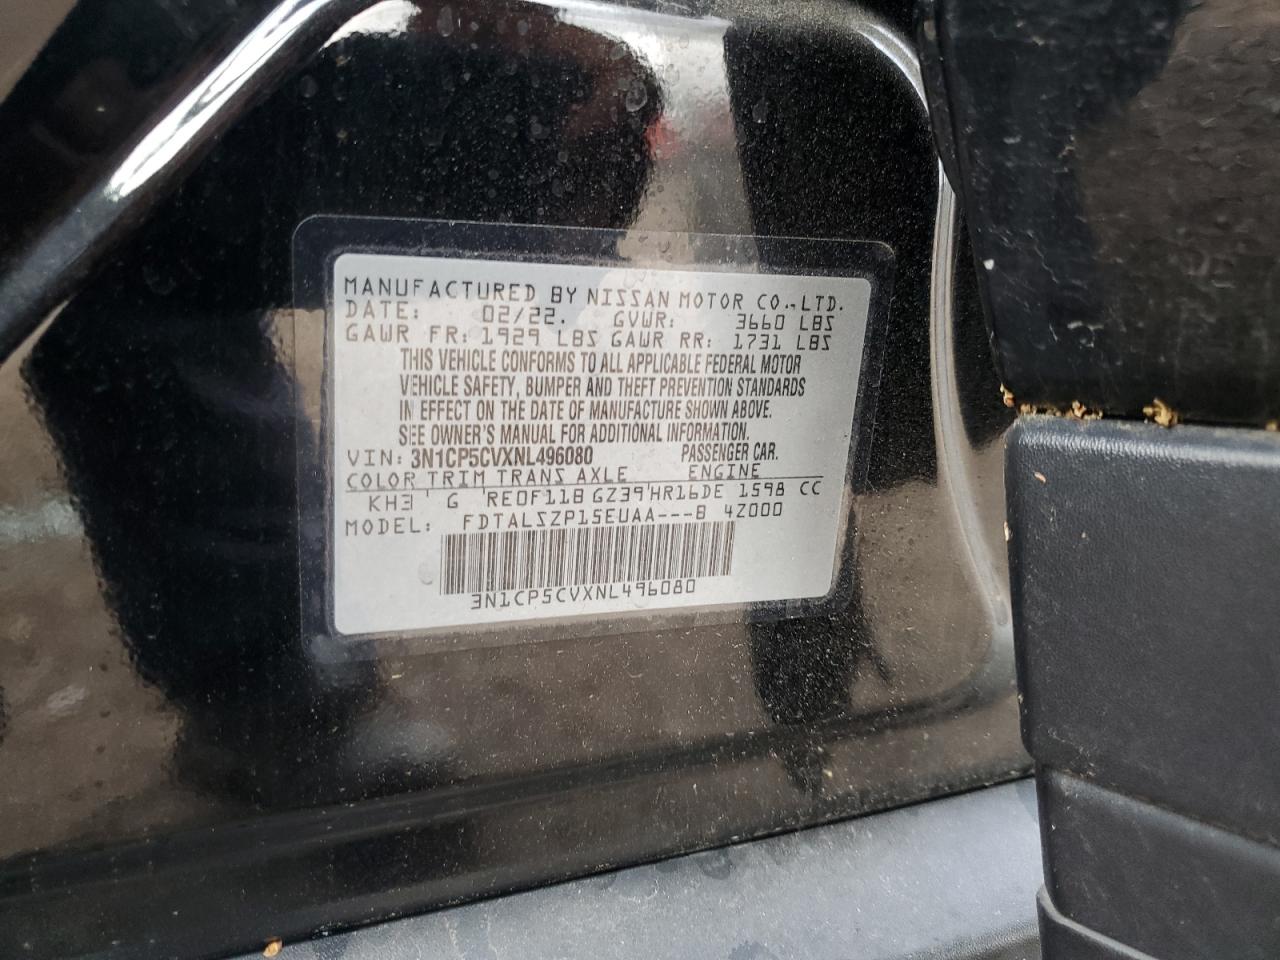 MANUFACTURED BY NISSAN MOTOR CO.,LTD.
DATE: 02/22. GVWR: 3660 LBS
GAWR FR: 1929 LBS GAWR RR: 1731 LBS
THIS VEHICLE CONFORMS TO ALL APPLICABLE FEDERAL MOTOR
VEHICLE SAFETY, BUMPER AND THEFT PREVENTION STANDARDS
IN EFFECT ON THE DATE OF MANUFACTURE SHOWN ABOVE.
SEE OWNER'S MANUAL FOR ADDITIONAL INFORMATION.
VIN: 3N1CP5CVXNL496080 PASSENGER CAR.
COLOR TRIM TRANS AXLE ENGINE
KH3 ' G 'RE0F11B GZ39'HR16DE 1598 CC
MODEL: FDTALSZP15EUAA---B 4Z000
3N1CP5CVXNL496080